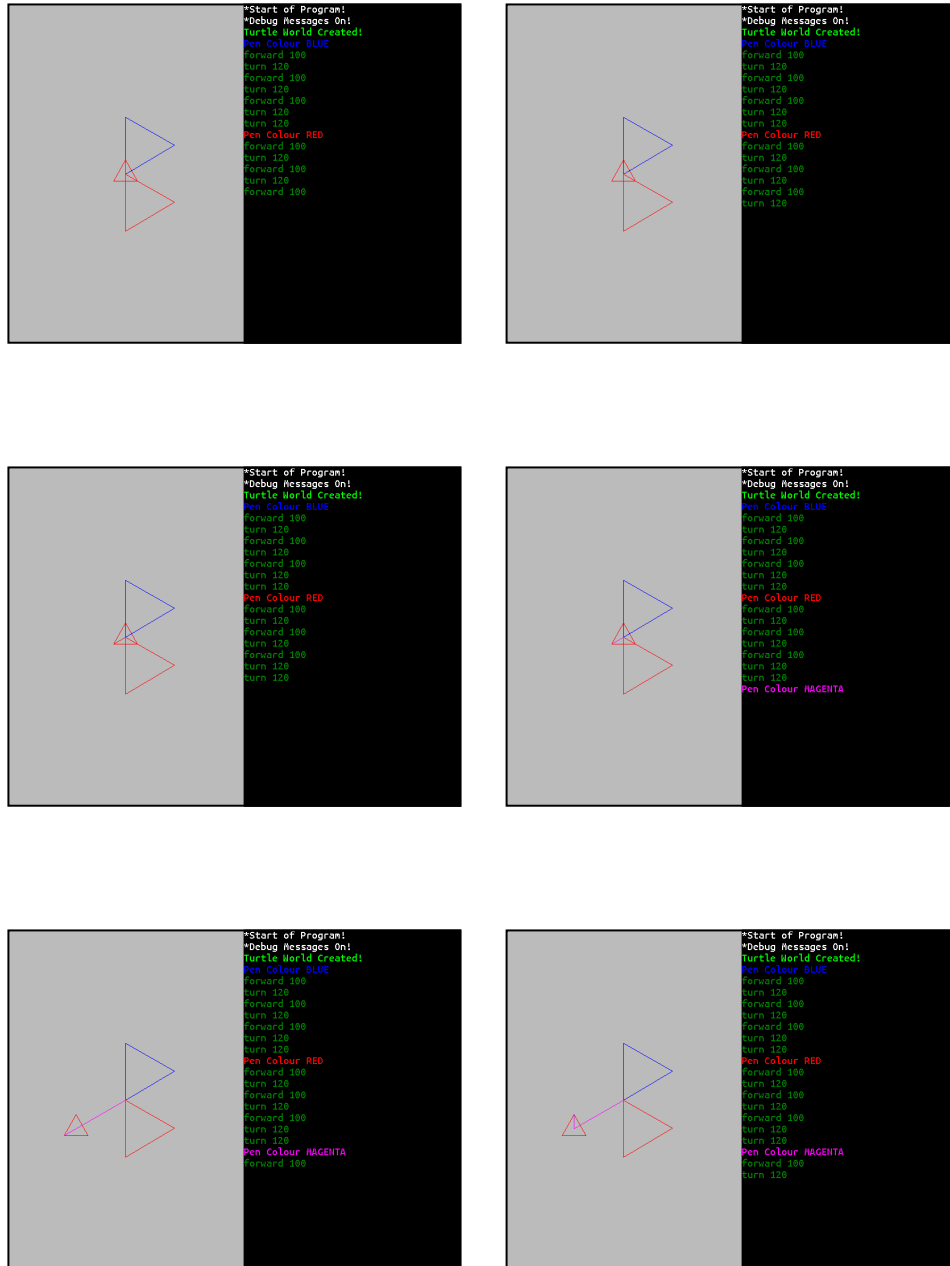 *Start of Program!
*Debug Messages On!
Turtle World Created!
Pen Colour BLUE
forward 100
turn 120
forward 100
turn 120
forward 100
turn 120
turn 120
Pen Colour RED
forward 100
turn 120
forward 100
turn 120
forward 100
*Start of Program!
*Debug Messages On!
Turtle World Created!
Pen Colour BLUE
forward 100
turn 120
forward 100
turn 120
forward 100
turn 120
turn 120
Pen Colour RED
forward 100
turn 120
forward 100
turn 120
forward 100
turn 120
*Start of Program!
*Debug Messages On!
Turtle World Created!
Pen Colour BLUE
forward 100
turn 120
forward 100
turn 120
forward 100
turn 120
turn 120
Pen Colour RED
forward 100
turn 120
forward 100
turn 120
forward 100
turn 120
turn 120
*Start of Program!
*Debug Messages On!
Turtle World Created!
Pen Colour BLUE
forward 100
turn 120
forward 100
turn 120
forward 100
turn 120
turn 120
Pen Colour RED
forward 100
turn 120
forward 100
turn 120
forward 100
turn 120
turn 120
Pen Colour MAGENTA
*Start of Program!
*Debug Messages On!
Turtle World Created!
Pen Colour BLUE
forward 100
turn 120
forward 100
turn 120
forward 100
turn 120
turn 120
Pen Colour RED
forward 100
turn 120
forward 100
turn 120
forward 100
turn 120
turn 120
Pen Colour MAGENTA
forward 100
*Start of Program!
*Debug Messages On!
Turtle World Created!
Pen Colour BLUE
forward 100
turn 120
forward 100
turn 120
forward 100
turn 120
turn 120
Pen Colour RED
forward 100
turn 120
forward 100
turn 120
forward 100
turn 120
turn 120
Pen Colour MAGENTA
forward 100
turn 120